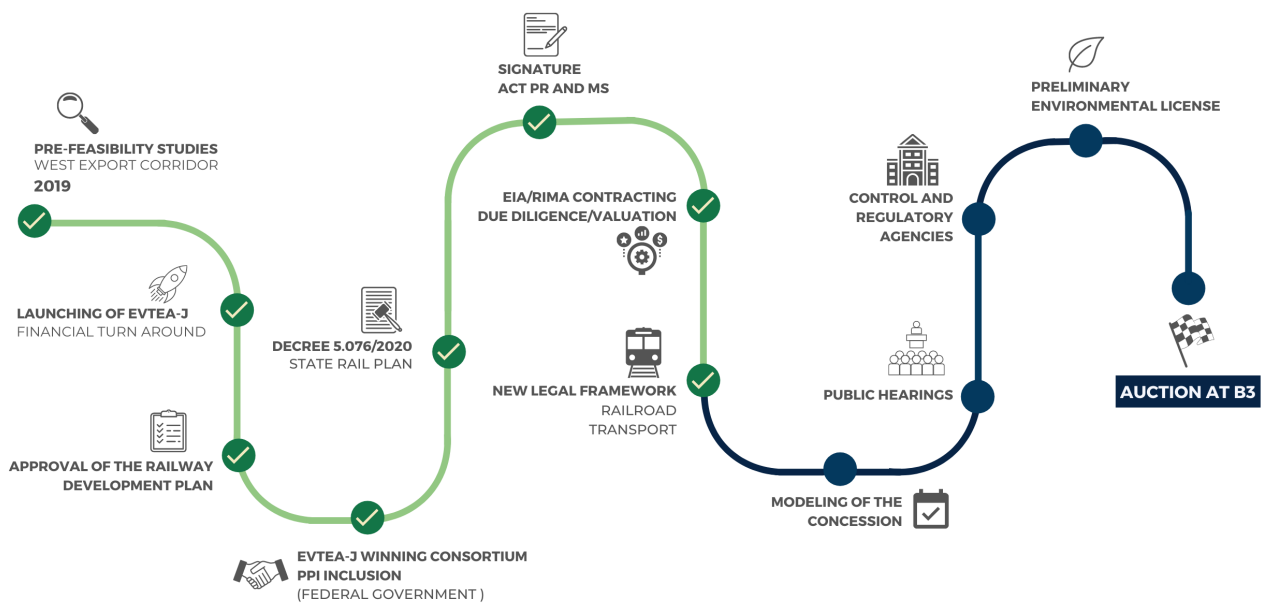 PRE-FEASIBILITY STUDIES
WEST EXPORT CORRIDOR
2019
LAUNCHING OF EVTEA-J
FINANCIAL TURN AROUND
APPROVAL OF THE RAILWAY
DEVELOPMENT PLAN
EVTEA-J WINNING CONSORTIUM
PPI INCLUSION
(FEDERAL GOVERNMENT )
DECREE 5.076/2020
STATE RAIL PLAN
SIGNATURE
ACT PR AND MS
EIA/RIMA CONTRACTING
DUE DILIGENCE/VALUATION
NEW LEGAL FRAMEWORK
RAILROAD
TRANSPORT
MODELING OF THE
CONCESSION
PUBLIC HEARINGS
CONTROL AND
REGULATORY
AGENCIES
PRELIMINARY
ENVIRONMENTAL LICENSE
AUCTION AT B3